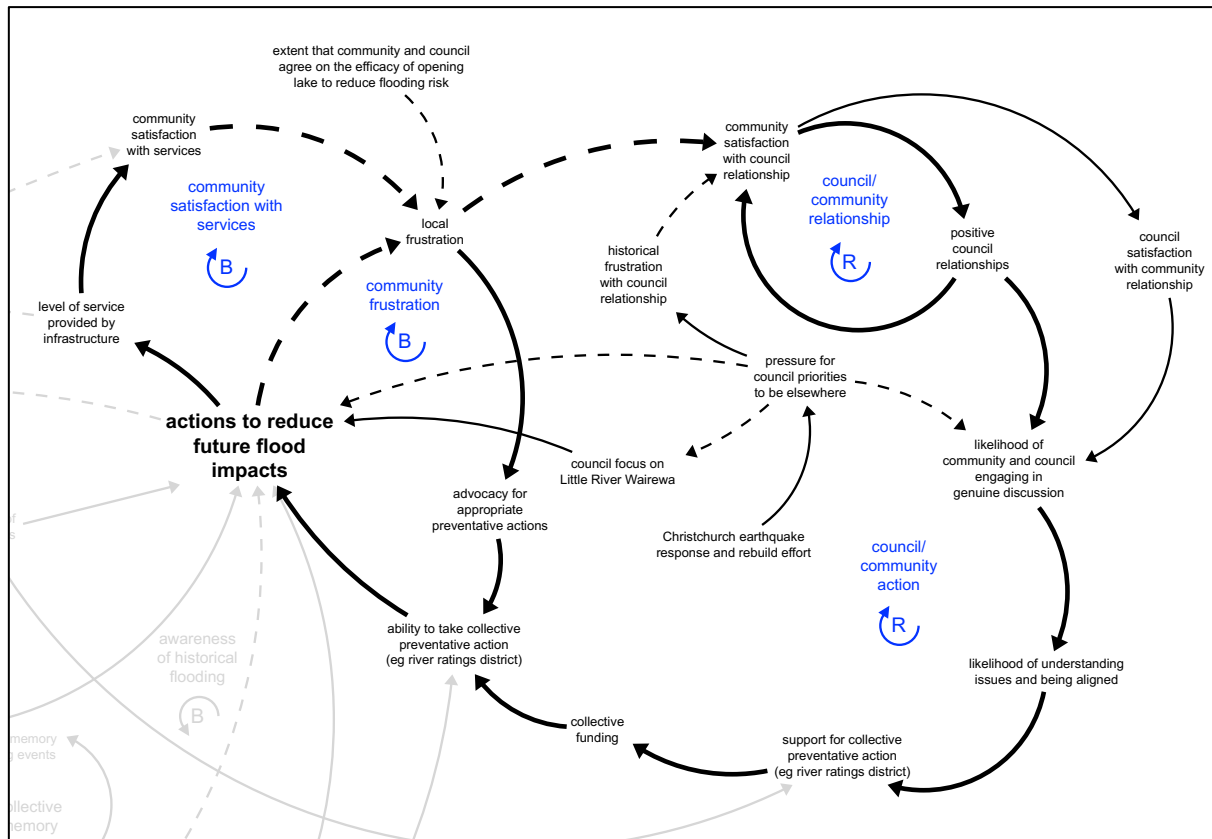 extent that community and council
agree on the efficacy of opening
lake to reduce flooding risk
community
satisfaction
with services
community
satisfaction
with council
relationship
community
satisfaction with
services
B
council/
community
relationship
R
local
frustration
historical
frustration
with council
relationship
positive
council
relationships
council
satisfaction
with community
relationship
level of service
provided by
infrastructure
community
frustration
B
pressure for
council priorities
to be elsewhere
actions to reduce
future flood
impacts
council focus on
Little River Wairewa
likelihood of
community and council
engaging in
genuine discussion
advocacy for
appropriate
preventative actions
Christchurch earthquake
response and rebuild effort
council/
community
action
R
ability to take collective
preventative action
(eg river ratings district)
awareness
of historical
flooding
B
likelihood of understanding
issues and being aligned
collective
funding
support for collective
preventative action
(eg river ratings district)
memory
events